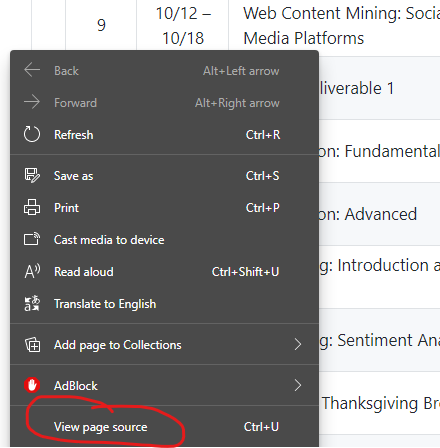 Web Content Mining: Socia
9
10/12 –
10/18
Media Platforms
Back Alt+Left arrow
liverable 1
Forward Alt+Right arrow
Refresh Ctrl+R
on: Fundamental
Save as Ctrl+S
Print Ctrl+P
on: Advanced
Cast media to device
Read aloud Ctrl+Shift+U
g: Introduction a
Translate to English
Add page to Collections
g: Sentiment Ana
AdBlock
Thanksgiving Bre
View page source Ctrl+U